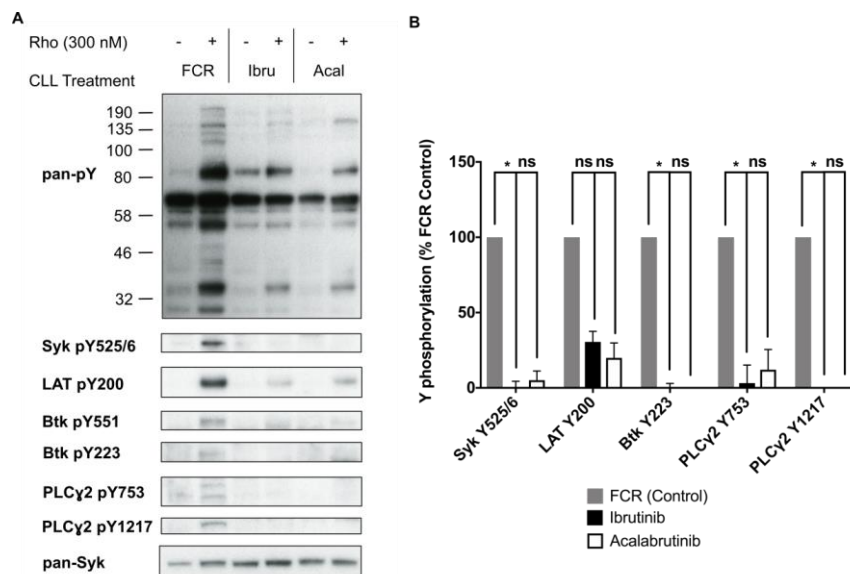 A
Rho (300 nM) - + - + - +
CLL Treatment FCR Ibru Acal
190
135
100
pan-pY
80
58
46
32
Syk pY525/6
LAT pY200
Btk pY551
Btk pY223
PLCɣ2 pY753
PLCɣ2 pY1217
pan-Syk
B
* ns ns ns * ns * ns * ns
Y phosphorylation (% FCR Control)
150
100
50
0
Syk Y525/6
LAT Y200
Btk Y223
PLCɣ2 Y753
PLCɣ2 Y1217
FCR (Control)
Ibrutinib
Acalabrutinib